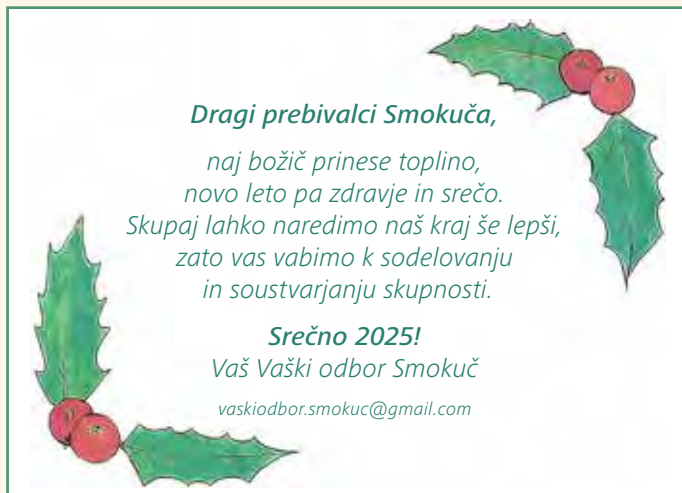 Dragi prebivalci Smokuča,
naj božič prinese toplino,
novo leto pa zdravje in srečo.
Skupaj lahko naredimo naš kraj še lepši,
zato vas vabimo k sodelovanju
in soustvarjanju skupnosti.
Srečno 2025!
Vaš Vaški odbor Smokuč
vaskiodbor.smokuc@gmail.com